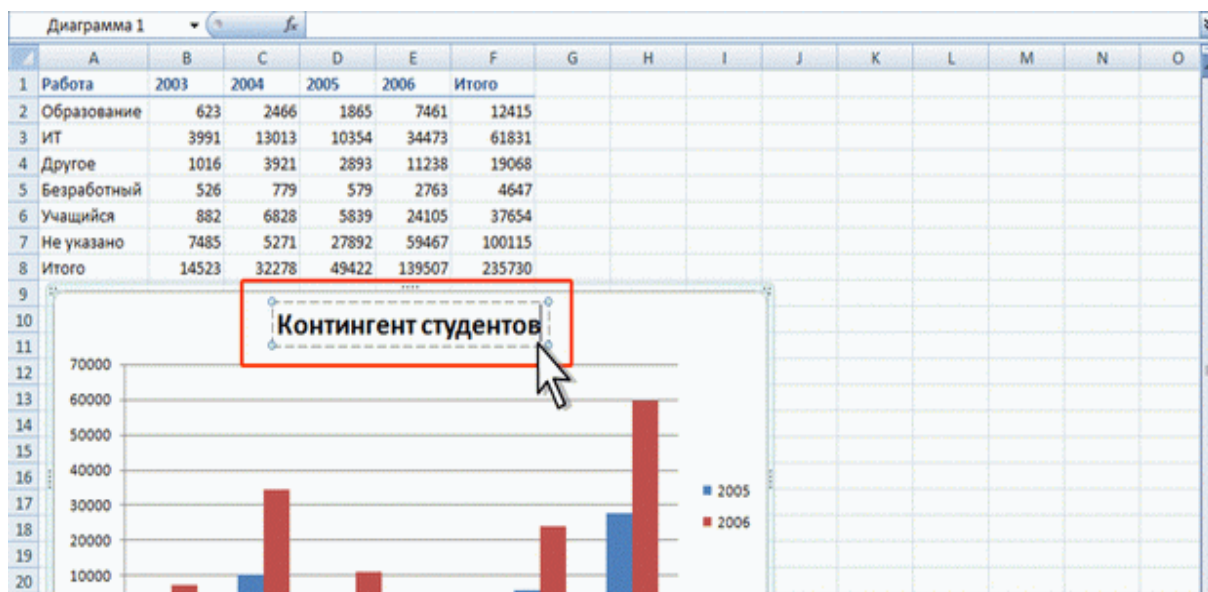 Диаграмма 1 fx
A B C D E F G H I J K L M N O
1 Работа 2003 2004 2005 2006 Итого
2 Образование 623 2466 1865 7461 12415
3 ИТ 3991 13013 10354 34473 61831
4 Другое 1016 3921 2893 11238 19068
5 Безработный 526 779 579 2763 4647
6 Учащийся 882 6828 5839 24105 37654
7 Не указано 7485 5271 27892 59467 100115
8 Итого 14523 32278 49422 139507 235730
9
10
11
12
13
14
15
16
17
18
19
20
Контингент студентов
70000
60000
50000
40000
30000
20000
10000
2005
2006